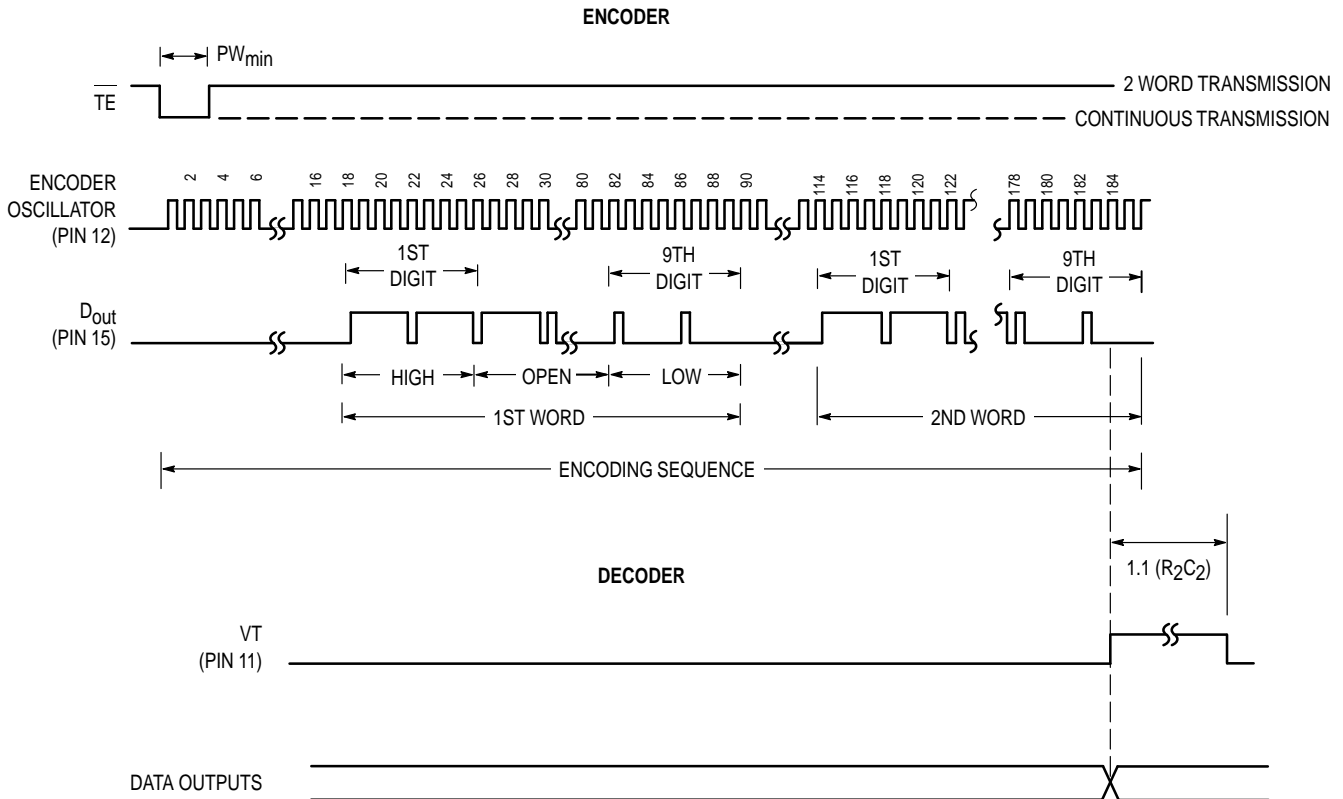 ENCODER
PWmin
TE
2 WORD TRANSMISSION
CONTINUOUS TRANSMISSION
ENCODER
OSCILLATOR
(PIN 12)
2 4 6 16 18 20 22 24 26 28 30 80 82 84 86 88 90 114 116 118 120 122 178 180 182 184
1ST
DIGIT
9TH
DIGIT
1ST
DIGIT
9TH
DIGIT
Dout
(PIN 15)
HIGH OPEN LOW
1ST WORD
2ND WORD
ENCODING SEQUENCE
1.1 (R2C2)
DECODER
VT
(PIN 11)
DATA OUTPUTS